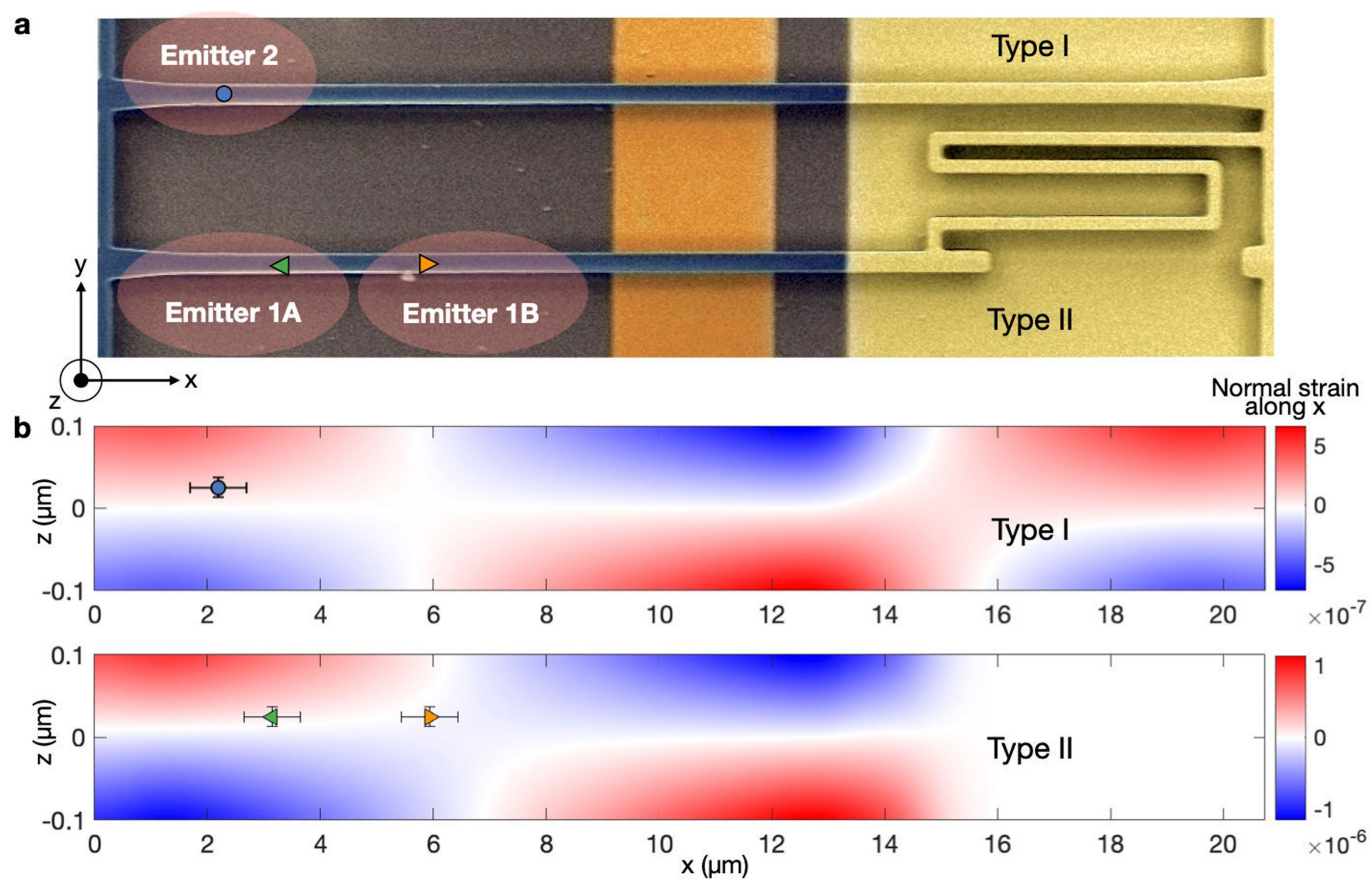 a
Emitter 2
Type I
Emitter 1A
Emitter 1B
Type II
y
x
z
Normal strain
along x
b
0.1
0
-0.1
z (μm)
Type I
0 2 4 6 8 10 12 14 16 18 20
5
0
-5
×10⁻⁷
0.1
0
-0.1
z (μm)
Type II
0 2 4 6 8 10 12 14 16 18 20
x (μm)
1
0
-1
×10⁻⁶